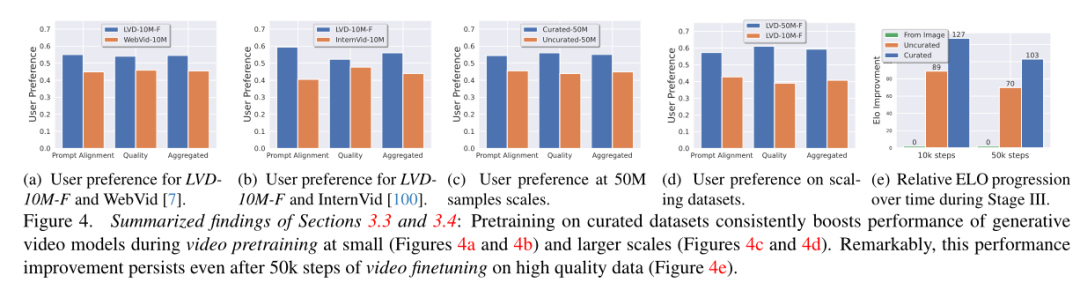 LVD-10M-F
WebVid-10M
User Preference
0.7
0.6
0.5
0.4
0.3
0.2
0.1
0.0
Prompt Alignment Quality Aggregated
LVD-10M-F
InternVid-10M
User Preference
0.7
0.6
0.5
0.4
0.3
0.2
0.1
0.0
Prompt Alignment Quality Aggregated
Curated-50M
Uncurated-50M
User Preference
0.7
0.6
0.5
0.4
0.3
0.2
0.1
0.0
Prompt Alignment Quality Aggregated
LVD-50M-F
LVD-10M-F
User Preference
0.7
0.6
0.5
0.4
0.3
0.2
0.1
0.0
Prompt Alignment Quality Aggregated
From Image
Uncurated
Curated
Elo Improvment
80
60
40
20
0
0 89 127
0 70 103
10k steps 50k steps
(a) User preference for LVD-
10M-F and WebVid [7].
(b) User preference for LVD-
10M-F and InternVid [100].
(c) User preference at 50M
samples scales.
(d) User preference on scal-
ing datasets.
(e) Relative ELO progression
over time during Stage III.
Figure 4. Summarized findings of Sections 3.3 and 3.4: Pretraining on curated datasets consistently boosts performance of generative
video models during video pretraining at small (Figures 4a and 4b) and larger scales (Figures 4c and 4d). Remarkably, this performance
improvement persists even after 50k steps of video finetuning on high quality data (Figure 4e).